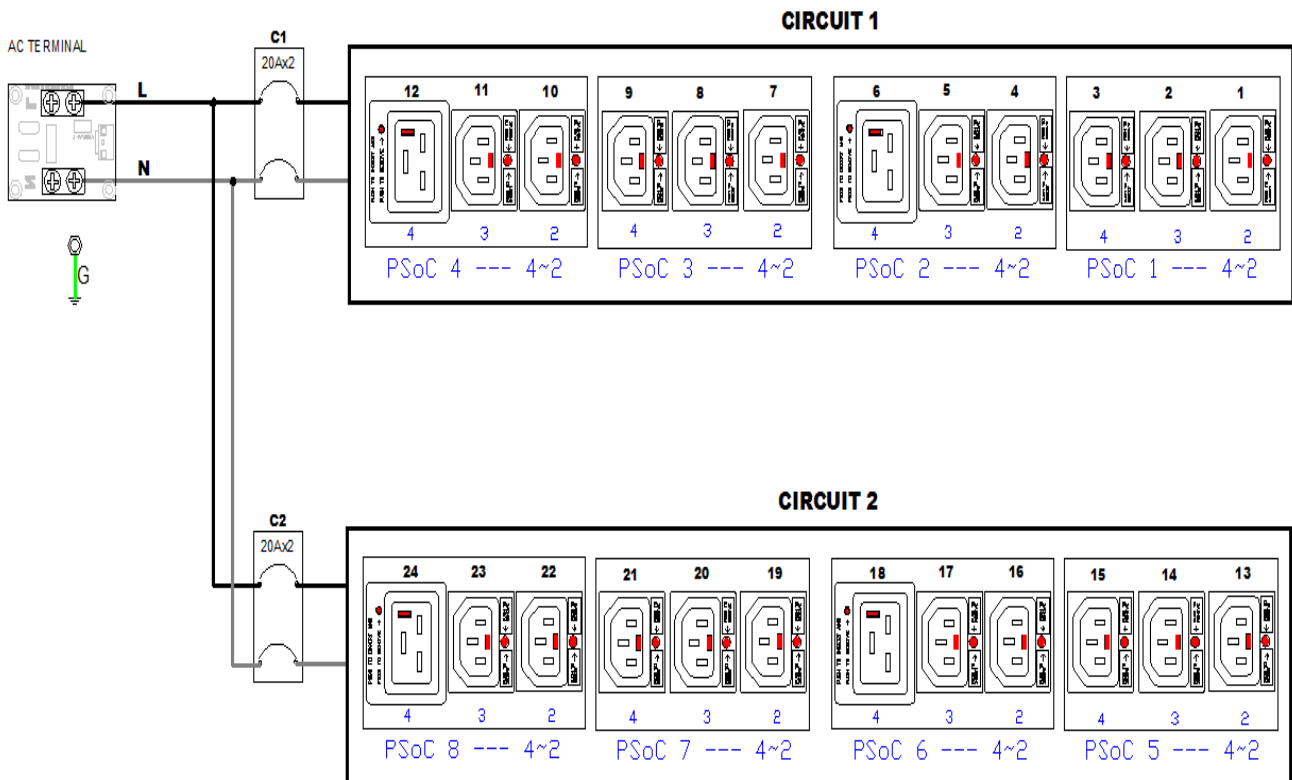 CIRCUIT 1
AC TERMINAL
C1
20Ax2
L
N
G
12 11 10 9 8 7 6 5 4 3 2 1
4 3 2 4 3 2 4 3 2 4 3 2
PSoC 4 --- 4~2 PSoC 3 --- 4~2 PSoC 2 --- 4~2 PSoC 1 --- 4~2
CIRCUIT 2
C2
20Ax2
24 23 22 21 20 19 18 17 16 15 14 13
4 3 2 4 3 2 4 3 2 4 3 2
PSoC 8 --- 4~2 PSoC 7 --- 4~2 PSoC 6 --- 4~2 PSoC 5 --- 4~2